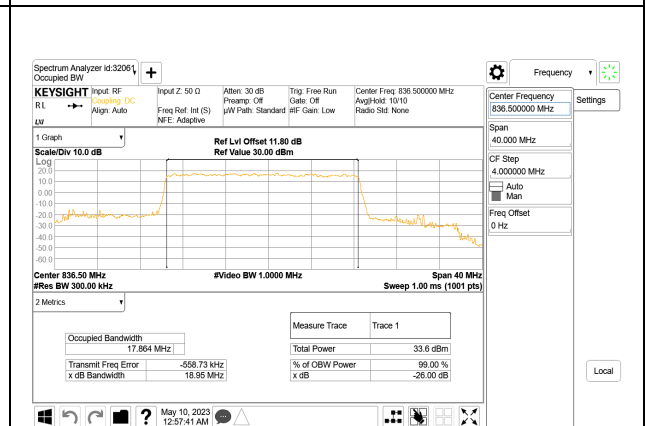 Spectrum Analyzer id:32061
Occupied BW
Frequency
KEYSIGHT
RL
LXI
Input: RF
Coupling: DC
Align: Auto
Input Z: 50 Ω
Freq Ref: Int (S)
NFE: Adaptive
Atten: 30 dB
Preamp: Off
µW Path: Standard
Trig: Free Run
Gate: Off
#IF Gain: Low
Center Freq: 836.500000 MHz
Avg|Hold: 10/10
Radio Std: None
Center Frequency
836.500000 MHz
Settings
Span
40.000 MHz
CF Step
4.000000 MHz
Auto
Man
Freq Offset
0 Hz
1 Graph
Scale/Div 10.0 dB
Ref Lvl Offset 11.80 dB
Ref Value 30.00 dBm
Log
20.0
10.0
0.00
-10.0
-20.0
-30.0
-40.0
-50.0
-60.0
Center 836.50 MHz
#Video BW 1.0000 MHz
Span 40 MHz
#Res BW 300.00 kHz
Sweep 1.00 ms (1001 pts)
2 Metrics
Measure Trace
Trace 1
Occupied Bandwidth
17.864 MHz
Total Power
33.6 dBm
Transmit Freq Error
-558.73 kHz
% of OBW Power
99.00 %
x dB Bandwidth
18.95 MHz
x dB
-26.00 dB
Local
?
May 10, 2023
12:57:41 AM